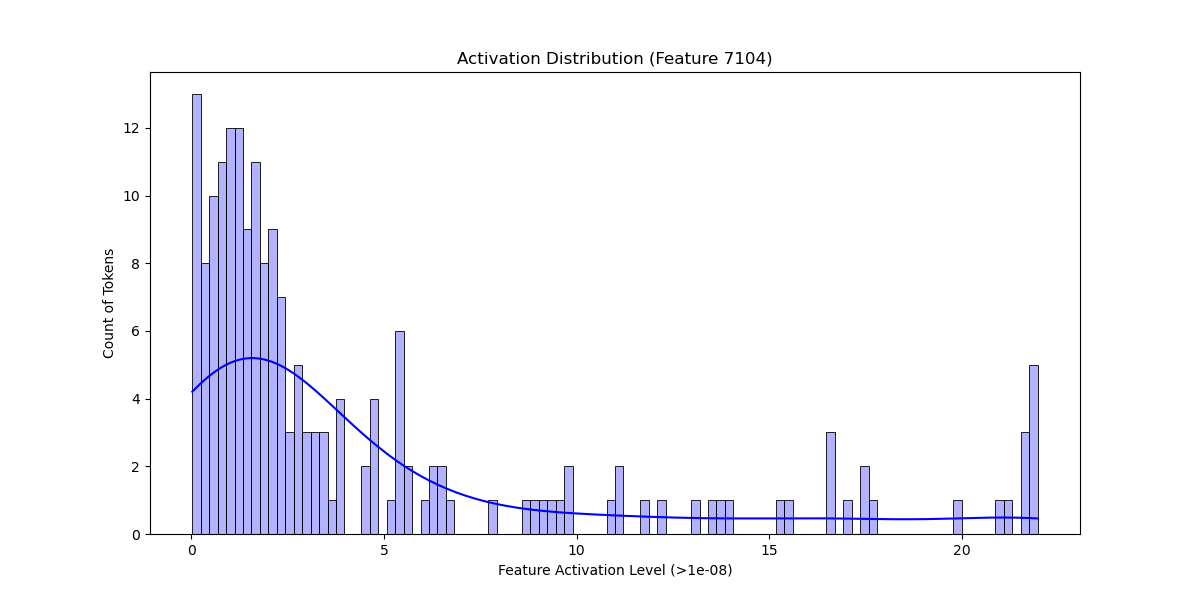 Activation Distribution (Feature 7104)
Count of Tokens
12
10
8
6
4
2
0
0 5 10 15 20
Feature Activation Level (>1e-08)